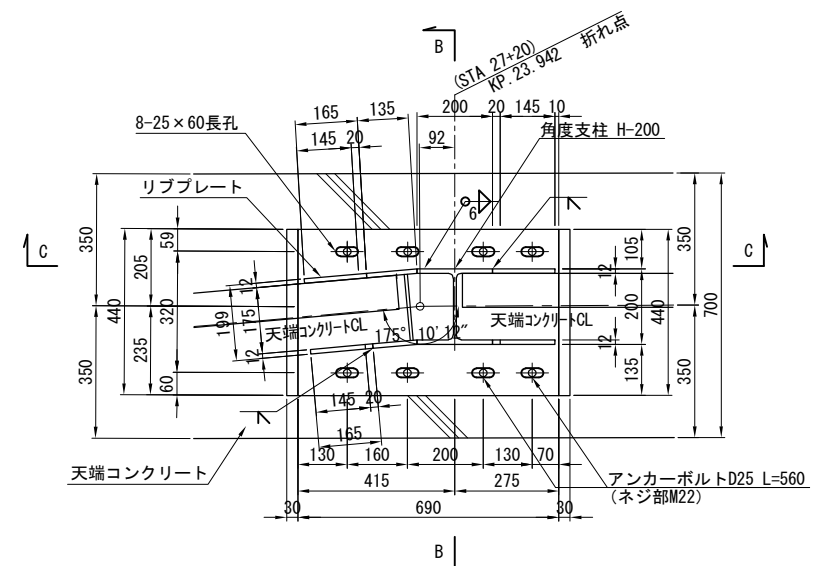 B
(STA 27+20)
KP.23.942 折れ点
165
135
200
20
145
10
8-25×60長孔
145
20
92
角度支柱 H-200
リブプレート
6
350
440
205
235
59
320
60
C
C
12
199
175
12
天端コンクリートCL
175° 10′ 12″
天端コンクリートCL
12
12
105
200
135
440
350
350
700
350
145
20
165
130
160
200
130
70
天端コンクリート
アンカーボルトD25 L=560
(ネジ部M22)
415
275
30
690
30
B